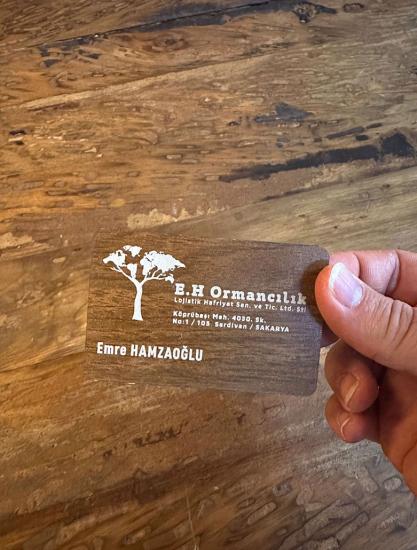 E.H Ormancılık
Lojistik Hafriyat San. ve Tic. Ltd. Şti
Köprübaşı Mah. 4030. Sk.
No:1 / 105 Serdivan / SAKARYA
Emre HAMZAOĞLU